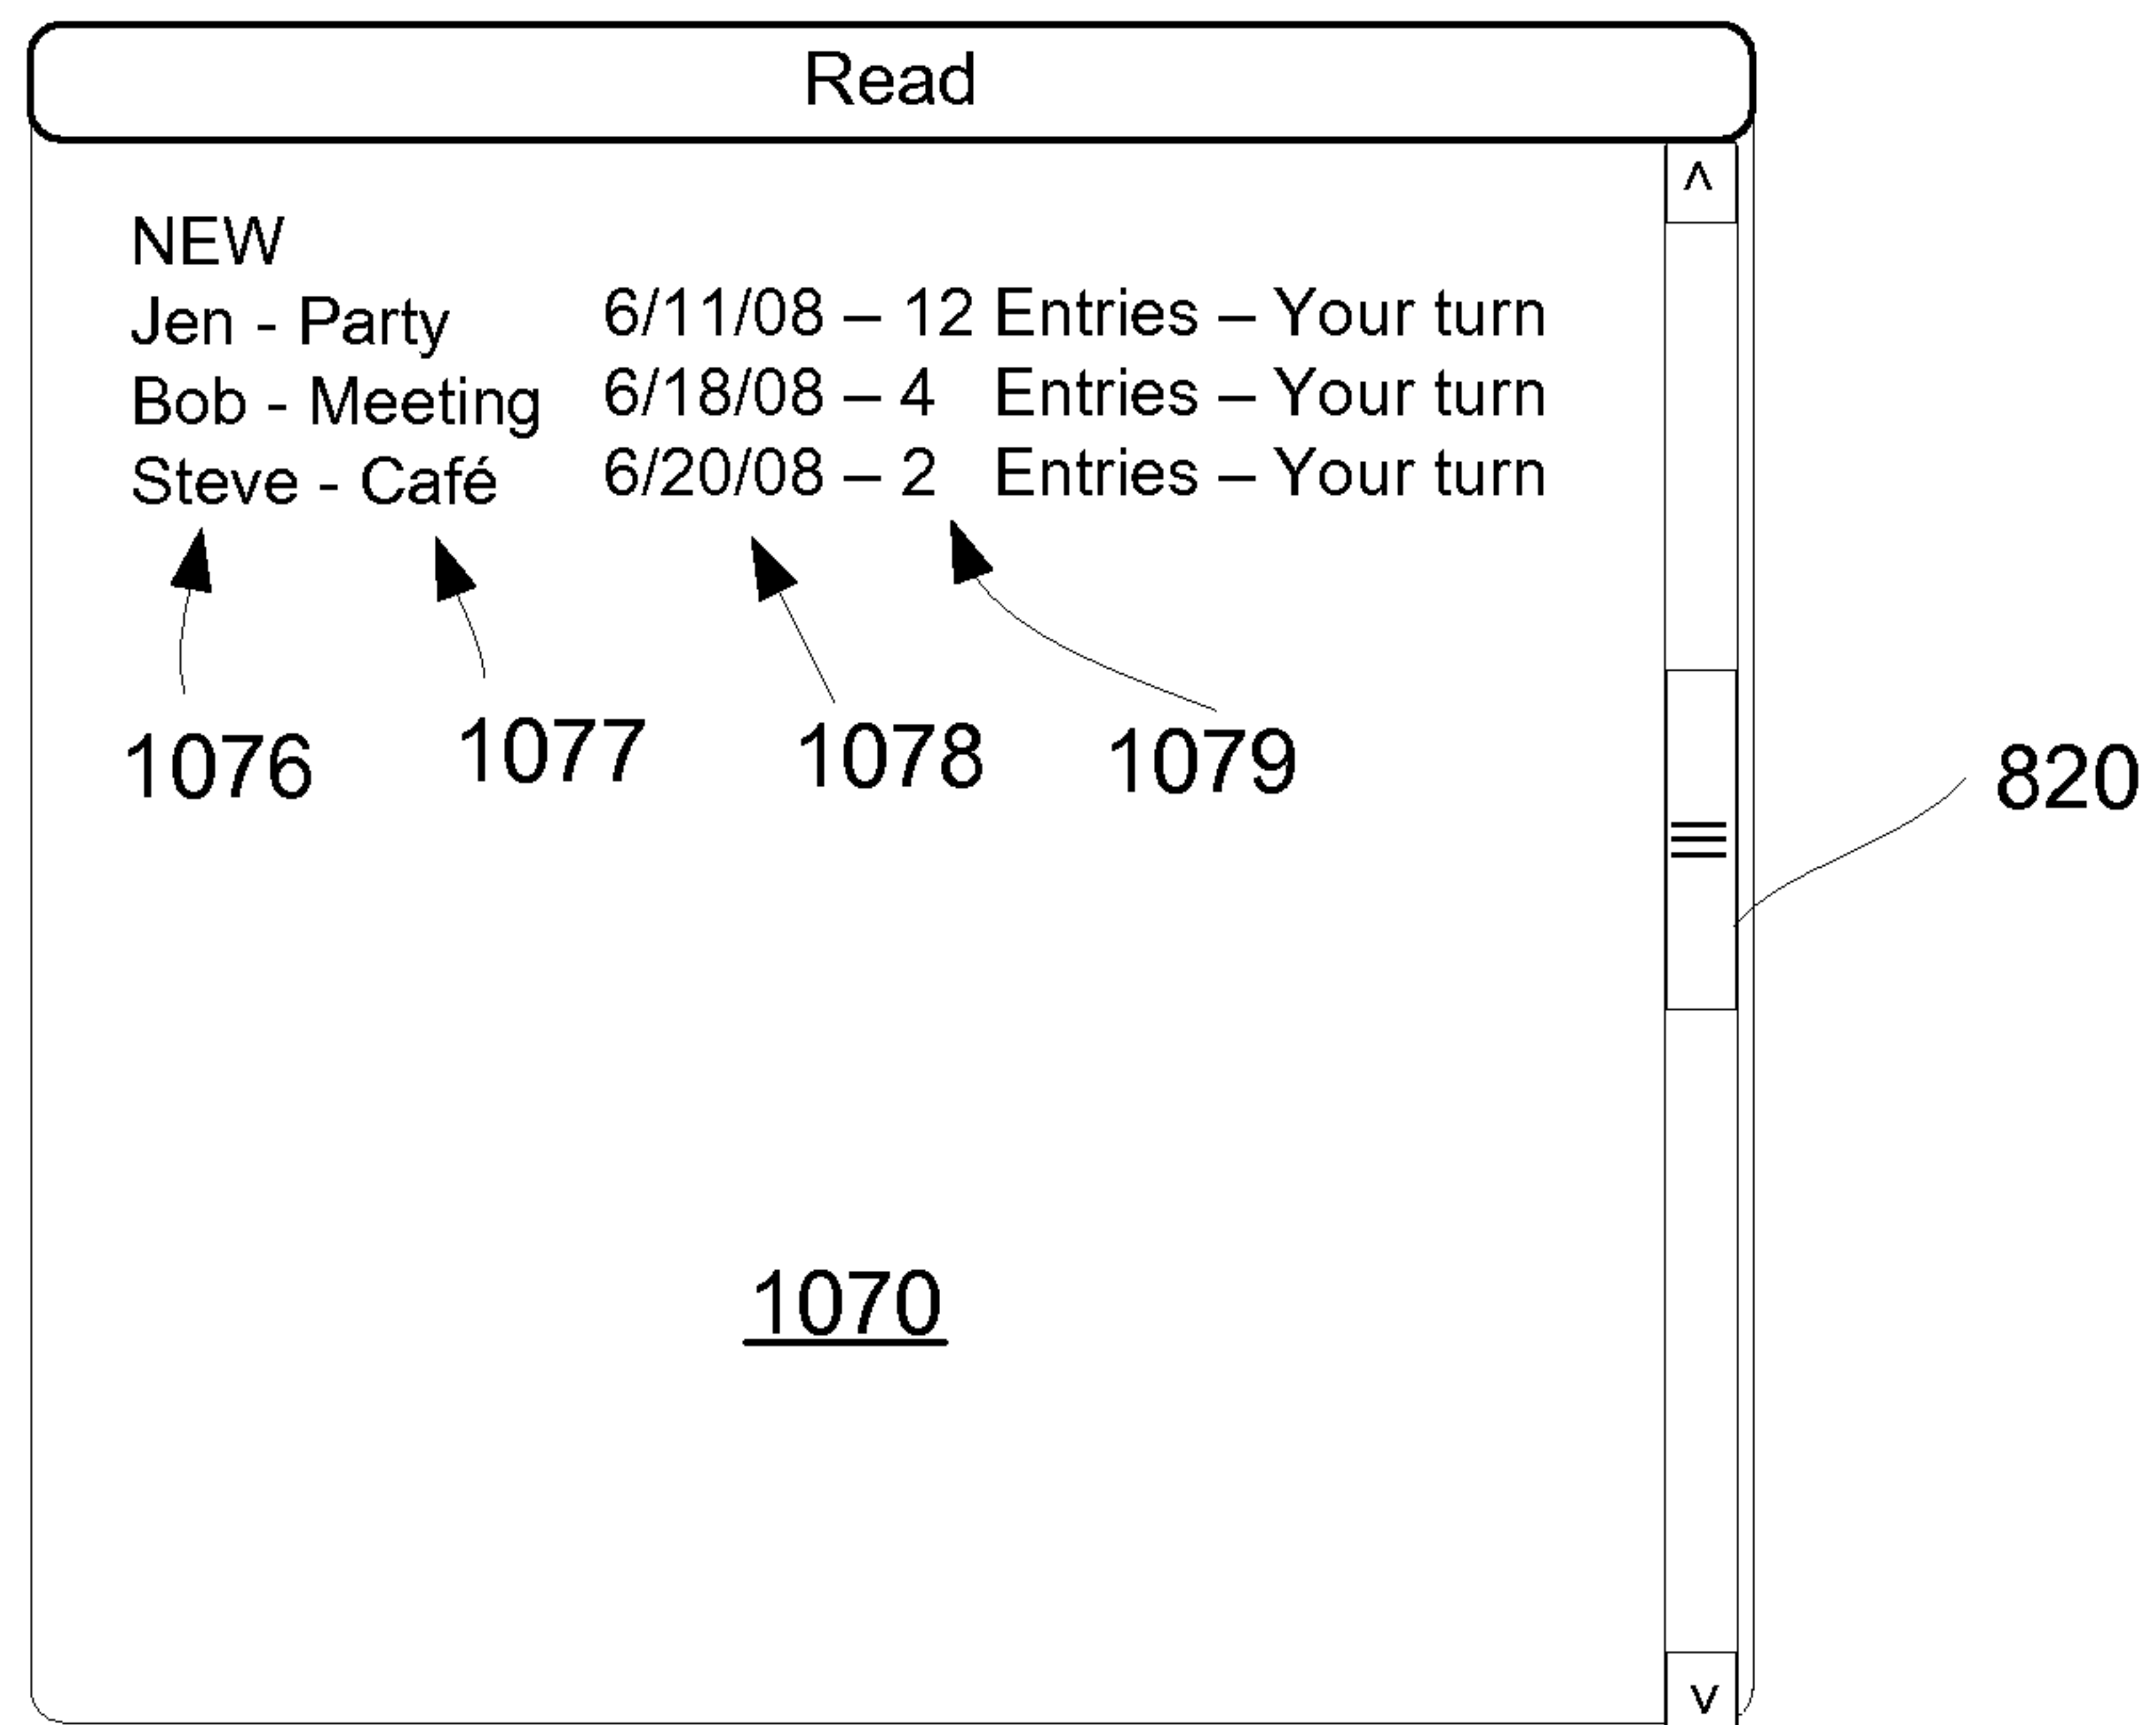 Read
^
NEW
Jen - Party 6/11/08 – 12 Entries – Your turn
Bob - Meeting 6/18/08 – 4 Entries – Your turn
Steve - Café 6/20/08 – 2 Entries – Your turn
1076 1077 1078 1079 820
1070
v